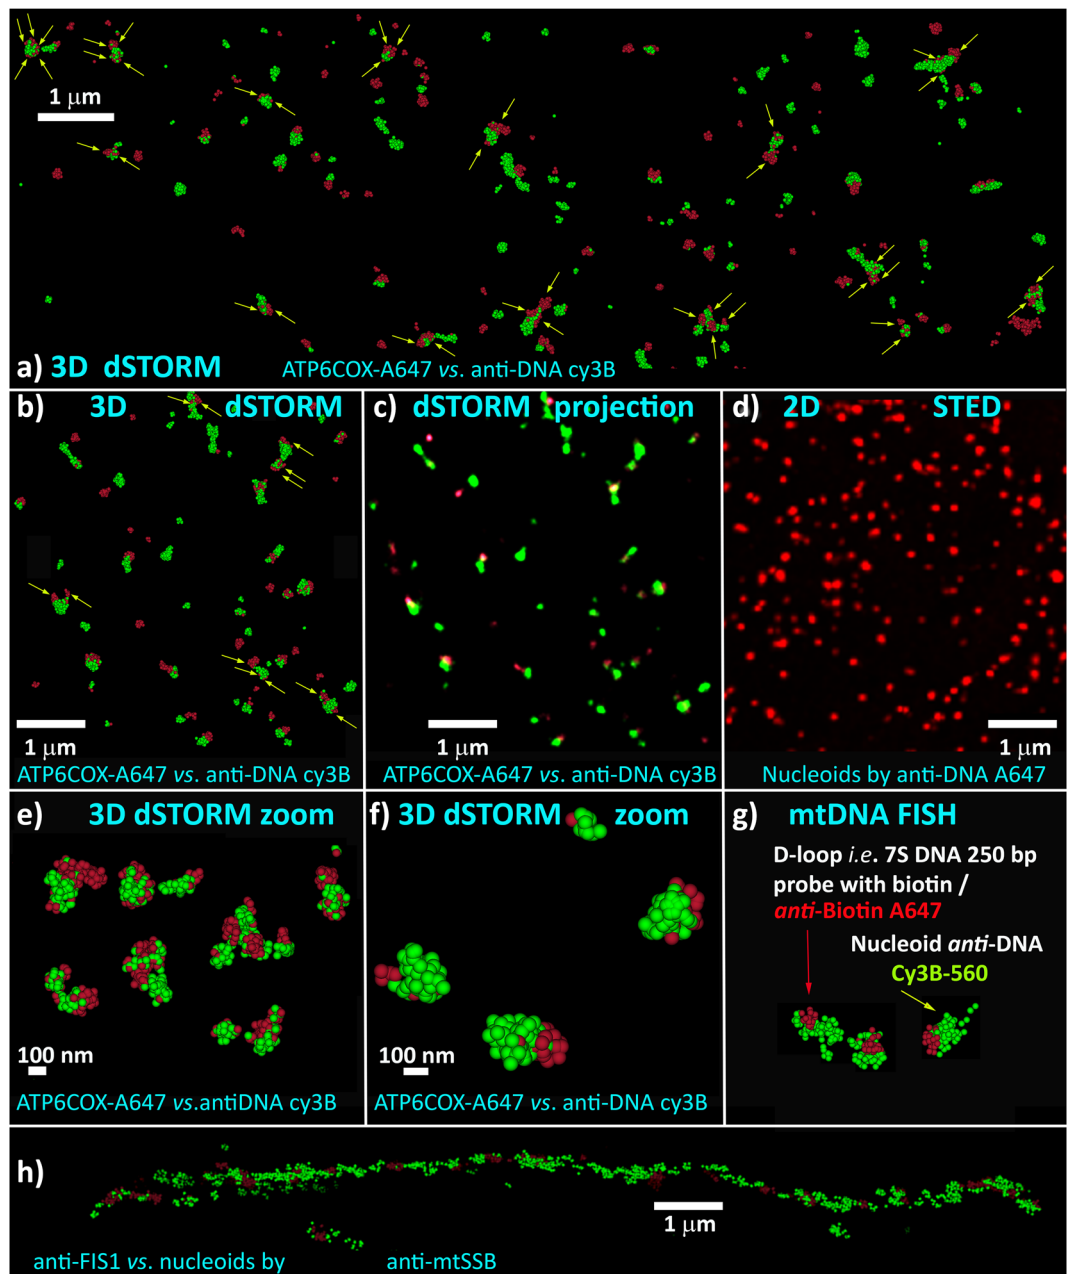 1 μm
a) 3D dSTORM ATP6COX-A647 vs. anti-DNA cy3B
b) 3D dSTORM
1 μm
ATP6COX-A647 vs. anti-DNA cy3B
c) dSTORM projection
1 μm
ATP6COX-A647 vs. anti-DNA cy3B
d) 2D STED
1 μm
Nucleoids by anti-DNA A647
e) 3D dSTORM zoom
100 nm
ATP6COX-A647 vs.antiDNA cy3B
f) 3D dSTORM zoom
100 nm
ATP6COX-A647 vs. anti-DNA cy3B
g) mtDNA FISH
D-loop i.e. 7S DNA 250 bp
probe with biotin /
anti-Biotin A647
Nucleoid anti-DNA
Cy3B-560
h)
1 μm
anti-FIS1 vs. nucleoids by anti-mtSSB